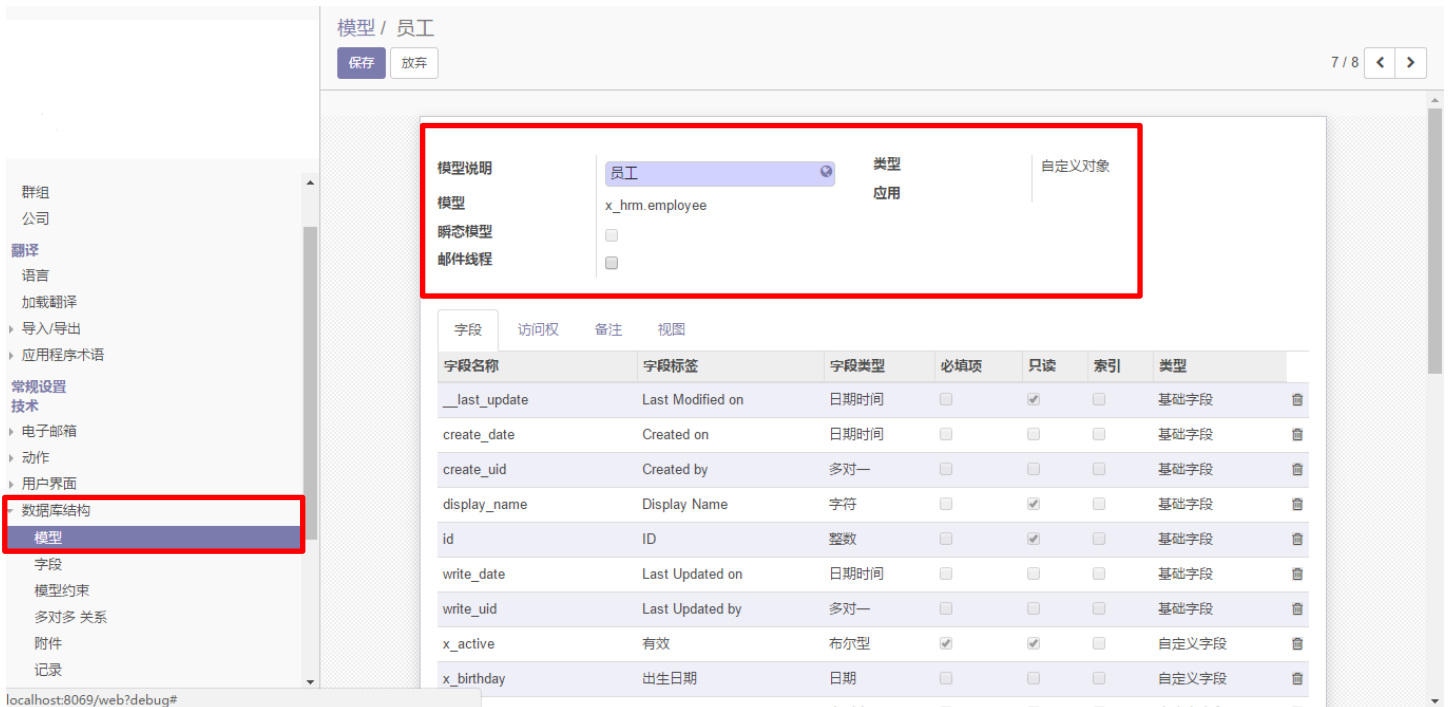 模型 / 员工
保存 放弃
7 / 8
群组
公司
翻译
语言
加载翻译
导入/导出
应用程序术语
常规设置
技术
电子邮箱
动作
用户界面
数据库结构
模型
字段
模型约束
多对多 关系
附件
记录
localhost:8069/web?debug#
模型说明 员工 类型 自定义对象
模型 x_hrm.employee 应用
瞬态模型
邮件线程
字段 访问权 备注 视图
字段名称 字段标签 字段类型 必填项 只读 索引 类型
__last_update Last Modified on 日期时间 基础字段
create_date Created on 日期时间 基础字段
create_uid Created by 多对一 基础字段
display_name Display Name 字符 基础字段
id ID 整数 基础字段
write_date Last Updated on 日期时间 基础字段
write_uid Last Updated by 多对一 基础字段
x_active 有效 布尔型 自定义字段
x_birthday 出生日期 日期 自定义字段